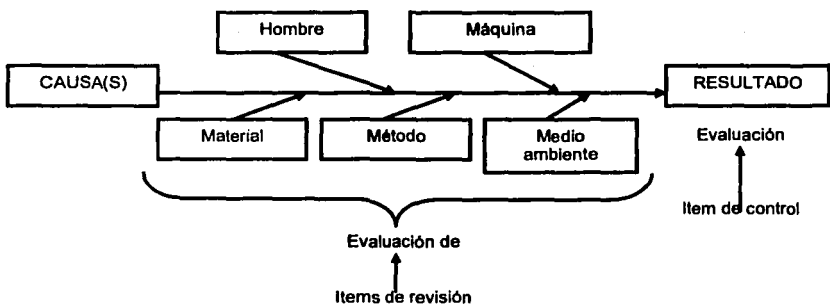 Hombre
Máquina
CAUSA(S)
RESULTADO
Material
Método
Medio
ambiente
Evaluación
Item de control
Evaluación de
Items de revisión